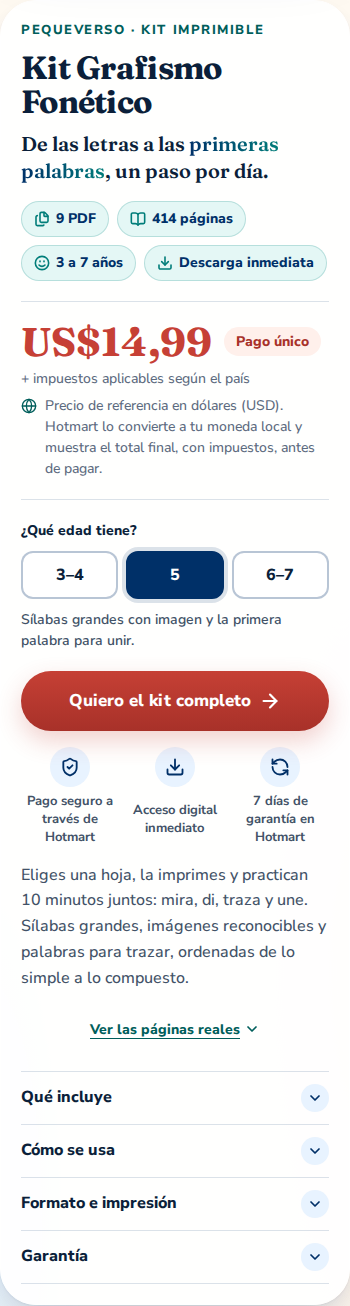 PEQUEVERSO · KIT IMPRIMIBLE
Kit Grafismo
Fonético
De las letras a las primeras
palabras, un paso por día.
9 PDF
414 páginas
3 a 7 años
Descarga inmediata
US$14,99
Pago único
+ impuestos aplicables según el país
Precio de referencia en dólares (USD).
Hotmart lo convierte a tu moneda local y
muestra el total final, con impuestos, antes
de pagar.
¿Qué edad tiene?
3–4
5
6–7
Sílabas grandes con imagen y la primera
palabra para unir.
Quiero el kit completo
Pago seguro a
través de
Hotmart
Acceso digital
inmediato
7 días de
garantía en
Hotmart
Eliges una hoja, la imprimes y practican
10 minutos juntos: mira, di, traza y une.
Sílabas grandes, imágenes reconocibles y
palabras para trazar, ordenadas de lo
simple a lo compuesto.
Ver las páginas reales
Qué incluye
Cómo se usa
Formato e impresión
Garantía